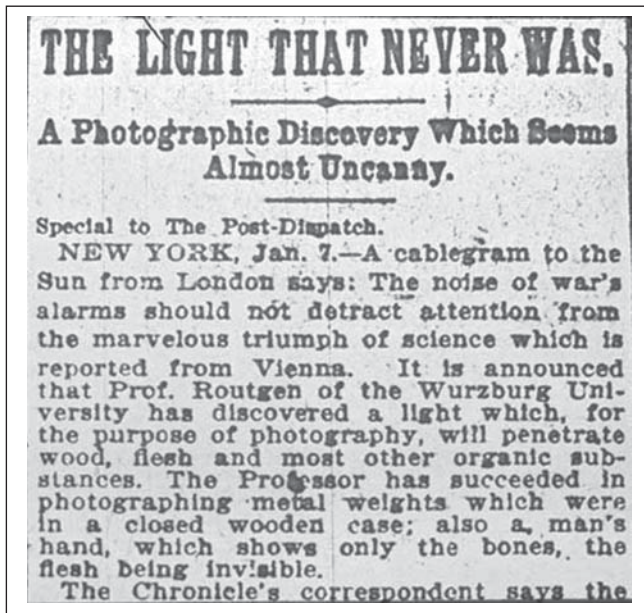 THE LIGHT THAT NEVER WAS.
A Photographic Discovery Which Seems
Almost Uncanny.
Special to The Post-Dispatch.
NEW YORK, Jan. 7.—A cablegram to the
Sun from London says: The noise of war's
alarms should not detract attention from
the marvelous triumph of science which is
reported from Vienna. It is announced
that Prof. Routgen of the Wurzburg Uni-
versity has discovered a light which, for
the purpose of photography, will penetrate
wood, flesh and most other organic sub-
stances. The Professor has succeeded in
photographing metal weights which were
in a closed wooden case; also a man's
hand, which shows only the bones, the
flesh being invisible.
The Chronicle's correspondent says the